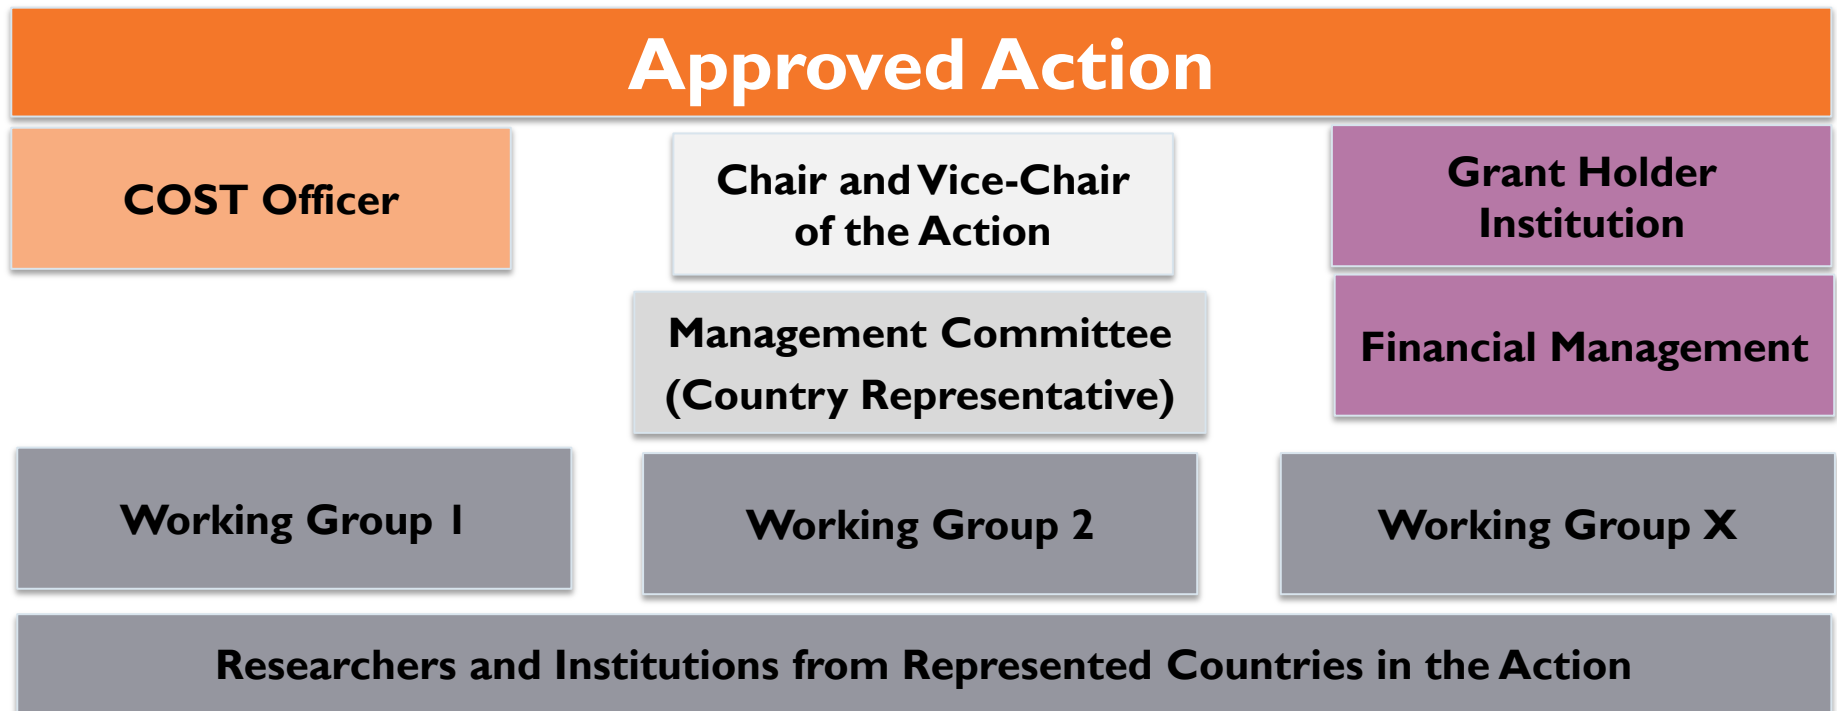 Approved Action
COST Officer
Chair and Vice-Chair
of the Action
Grant Holder
Institution
Management Committee
(Country Representative)
Financial Management
Working Group 1
Working Group 2
Working Group X
Researchers and Institutions from Represented Countries in the Action